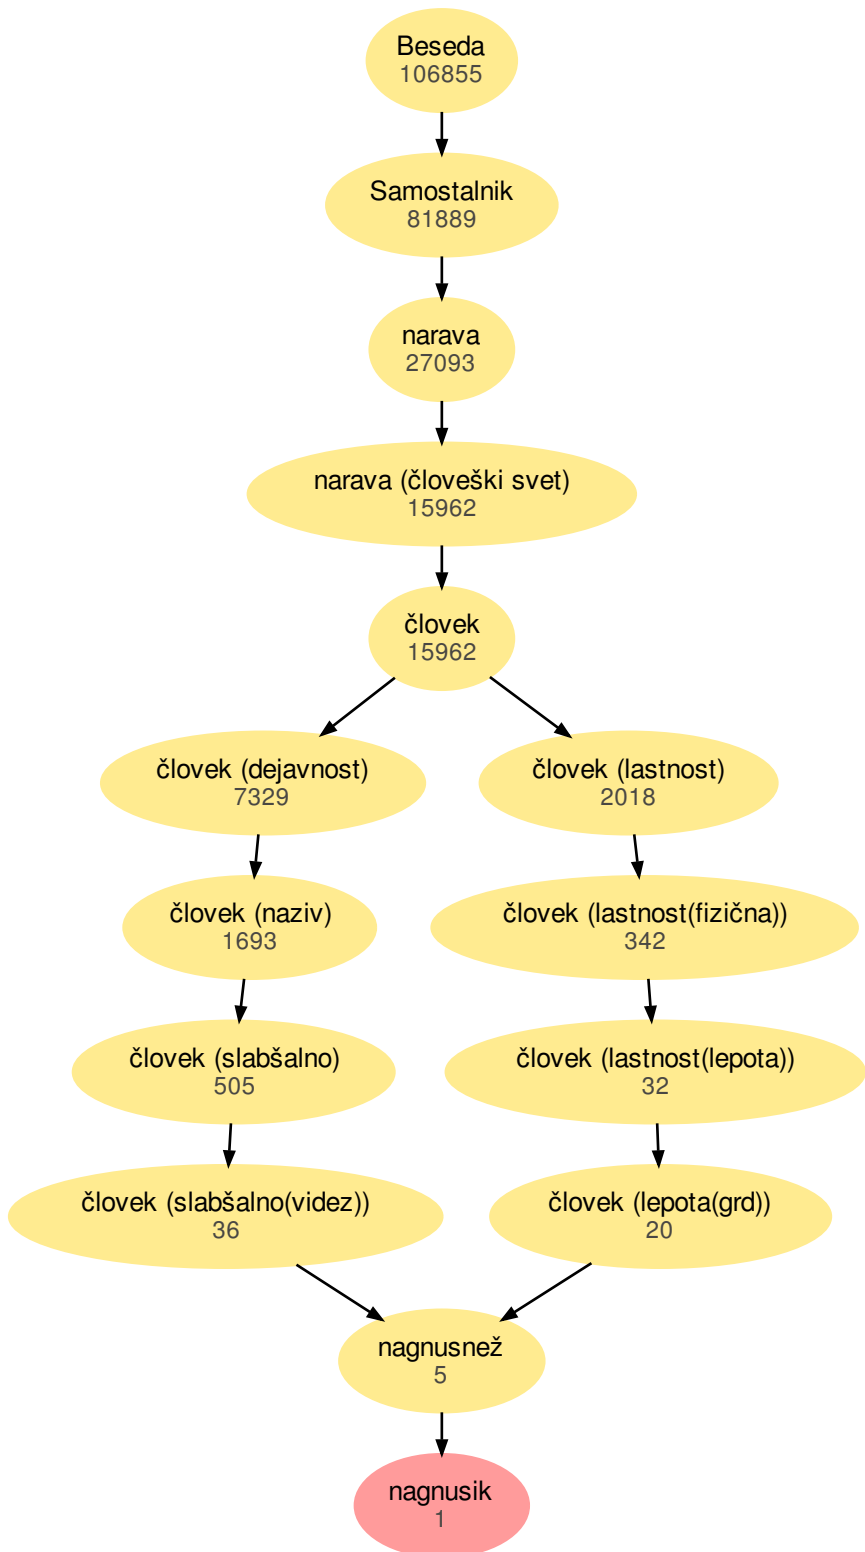 Beseda
106855
Samostalnik
81889
narava
27093
narava (človeški svet)
15962
človek
15962
človek (dejavnost)
7329
človek (lastnost)
2018
človek (naziv)
1693
človek (lastnost(fizična))
342
človek (slabšalno)
505
človek (lastnost(lepota))
32
človek (slabšalno(videz))
36
človek (lepota(grd))
20
nagnusnež
5
nagnusik
1